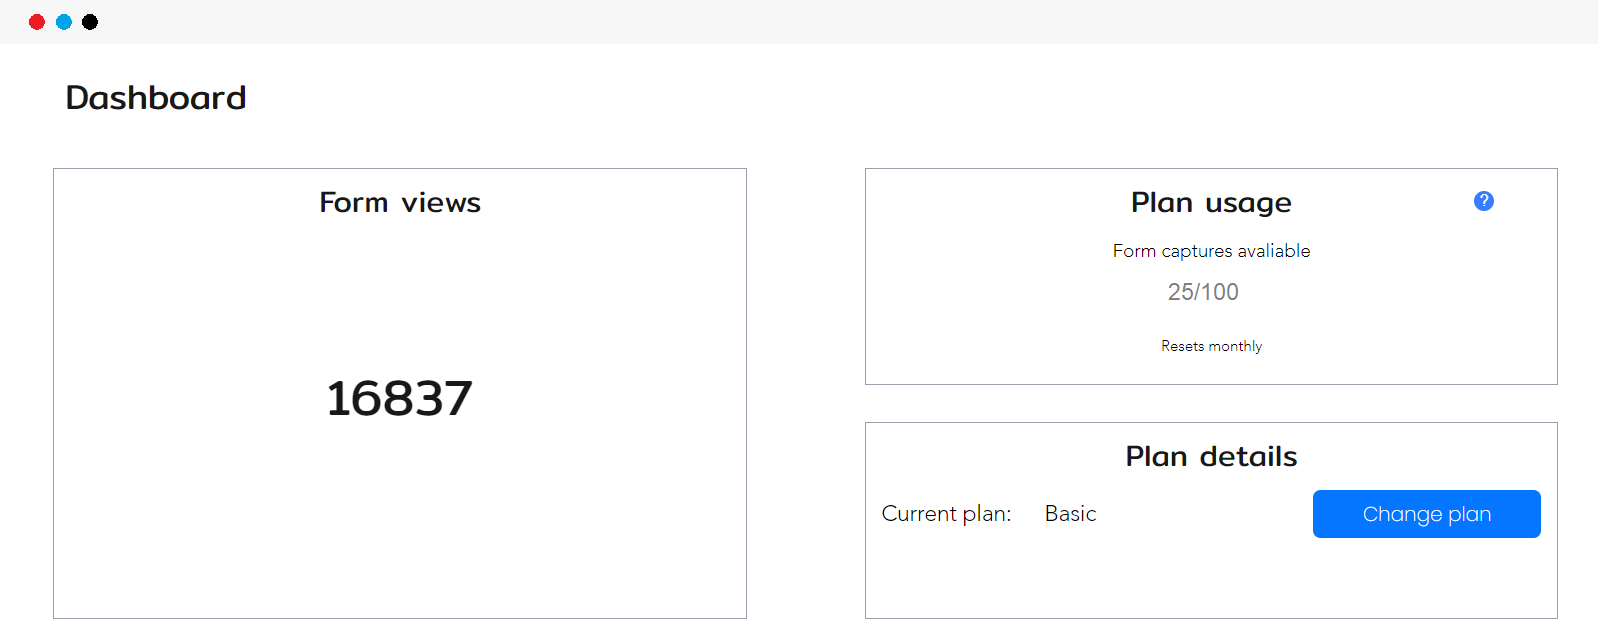 Dashboard
Form views
16837
Plan usage
?
Form captures avaliable
25/100
Resets monthly
Plan details
Current plan: Basic
Change plan